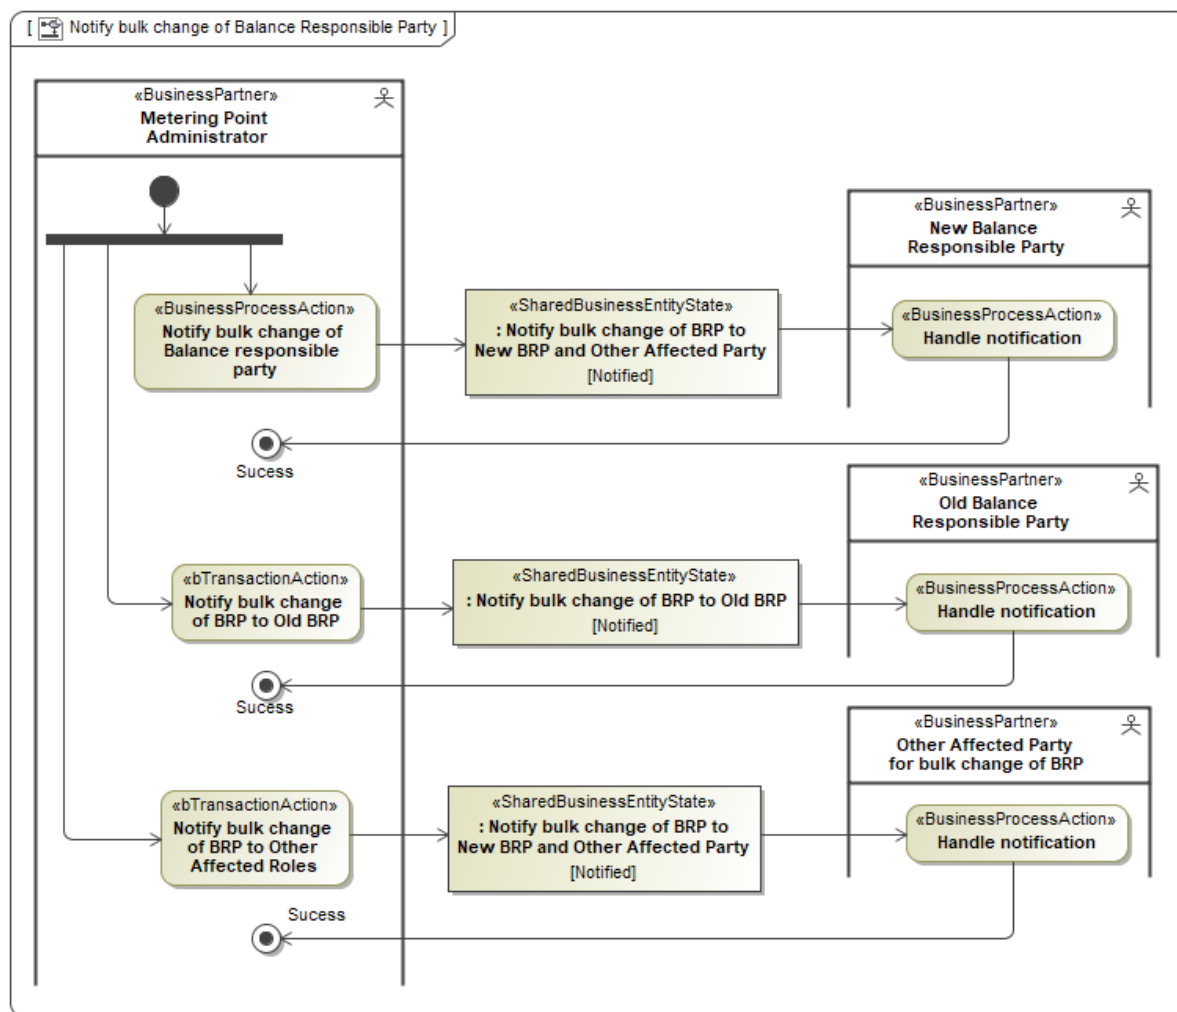 [ Notify bulk change of Balance Responsible Party ]
«BusinessPartner»
Metering Point
Administrator
«BusinessPartner»
New Balance
Responsible Party
«BusinessProcessAction»
Notify bulk change of
Balance responsible
party
«SharedBusinessEntityState»
: Notify bulk change of BRP to
New BRP and Other Affected Party
[Notified]
«BusinessProcessAction»
Handle notification
Sucess
«BusinessPartner»
Old Balance
Responsible Party
«bTransactionAction»
Notify bulk change
of BRP to Old BRP
«SharedBusinessEntityState»
: Notify bulk change of BRP to Old BRP
[Notified]
«BusinessProcessAction»
Handle notification
Sucess
«BusinessPartner»
Other Affected Party
for bulk change of BRP
«bTransactionAction»
Notify bulk change
of BRP to Other
Affected Roles
«SharedBusinessEntityState»
: Notify bulk change of BRP to
New BRP and Other Affected Party
[Notified]
«BusinessProcessAction»
Handle notification
Sucess